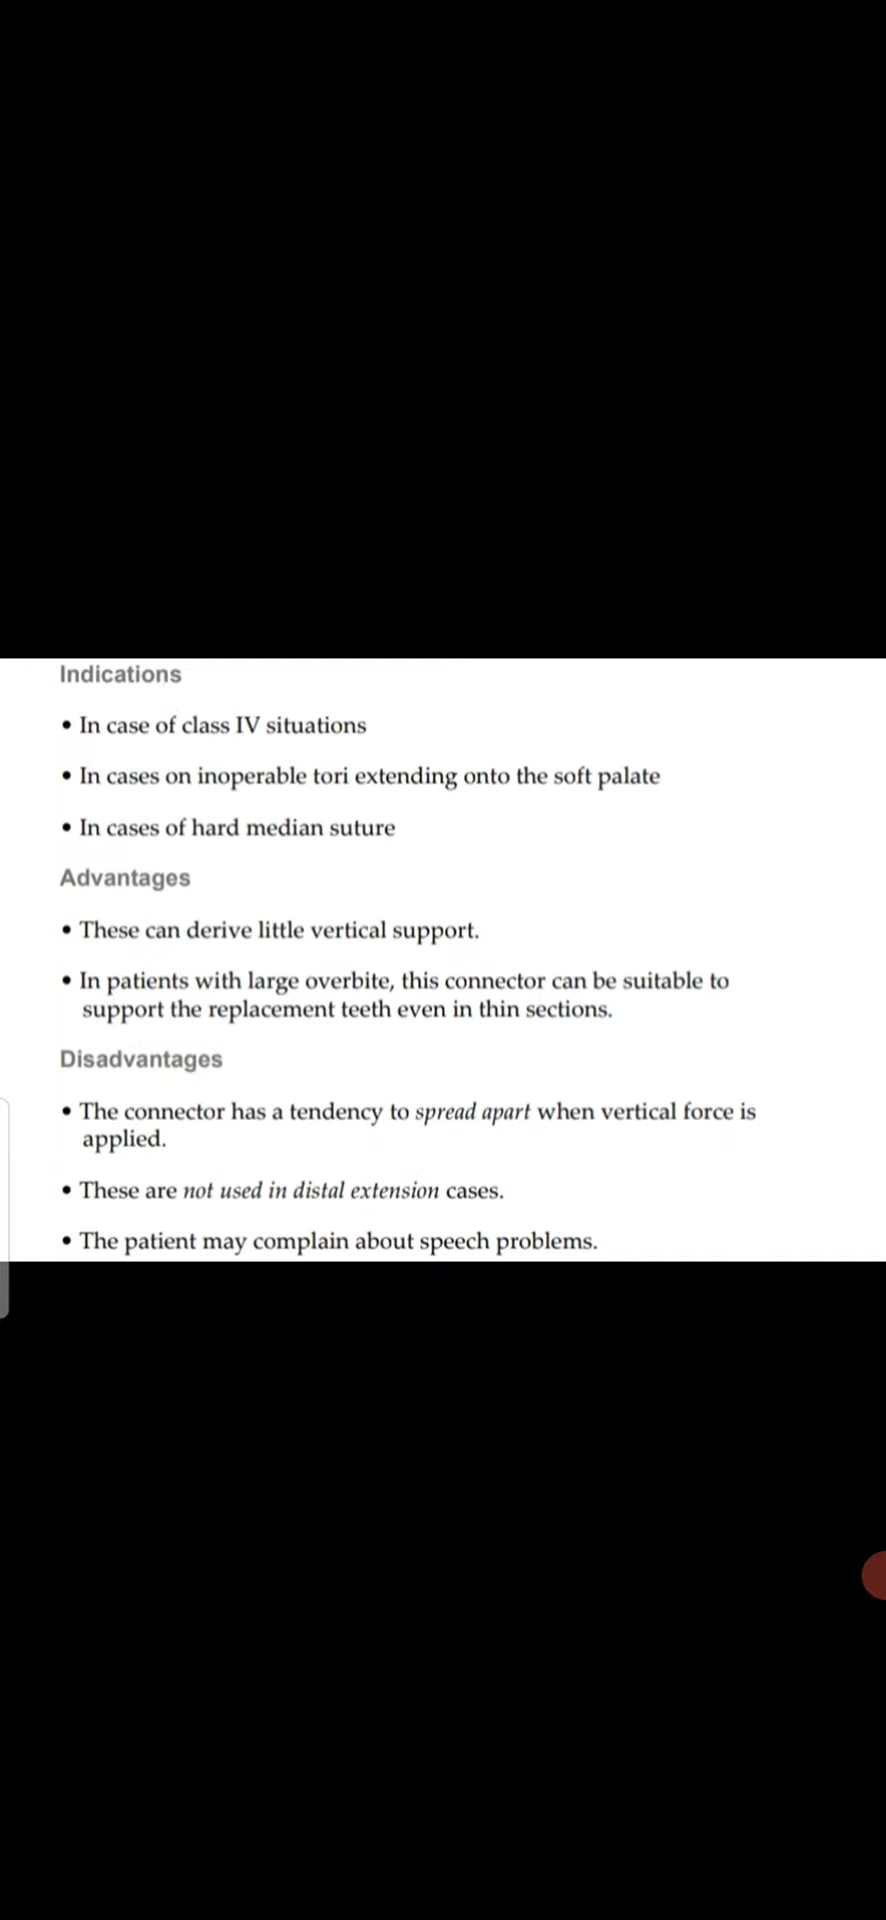 Indications
• In case of class IV situations
• In cases on inoperable tori extending onto the soft palate
• In cases of hard median suture
Advantages
• These can derive little vertical support.
• In patients with large overbite, this connector can be suitable to
support the replacement teeth even in thin sections.
Disadvantages
• The connector has a tendency to spread apart when vertical force is
applied.
• These are not used in distal extension cases.
• The patient may complain about speech problems.